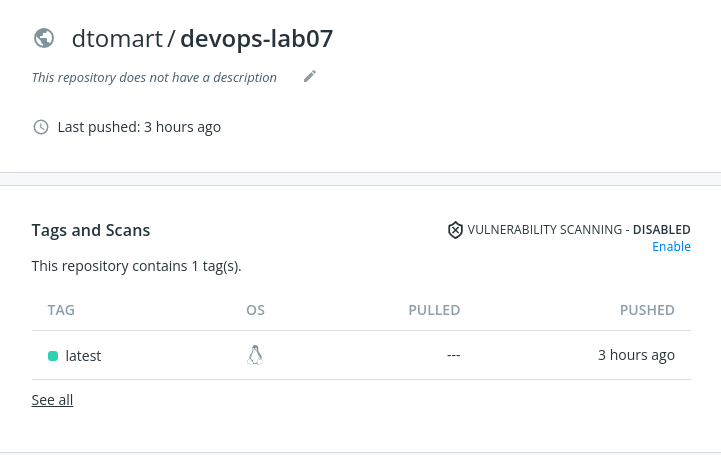 dtomart / devops-lab07
This repository does not have a description
Last pushed: 3 hours ago
Tags and Scans
VULNERABILITY SCANNING - DISABLED
Enable
This repository contains 1 tag(s).
TAG OS PULLED PUSHED
latest --- 3 hours ago
See all